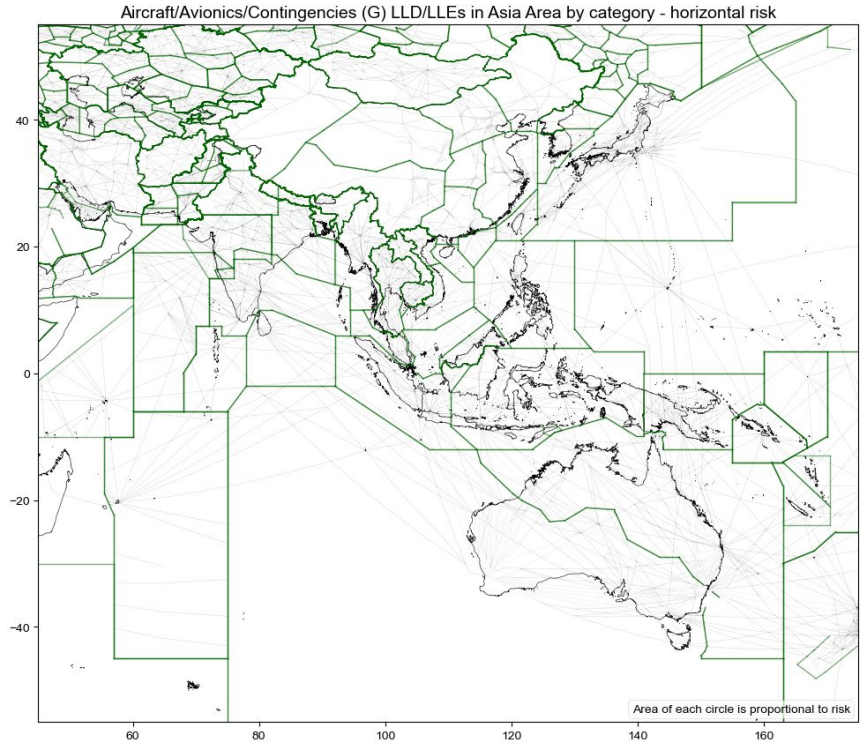 Aircraft/Avionics/Contingencies (G) LLD/LLEs in Asia Area by category - horizontal risk
40
20
0
−20
−40
Area of each circle is proportional to risk
60 80 100 120 140 160